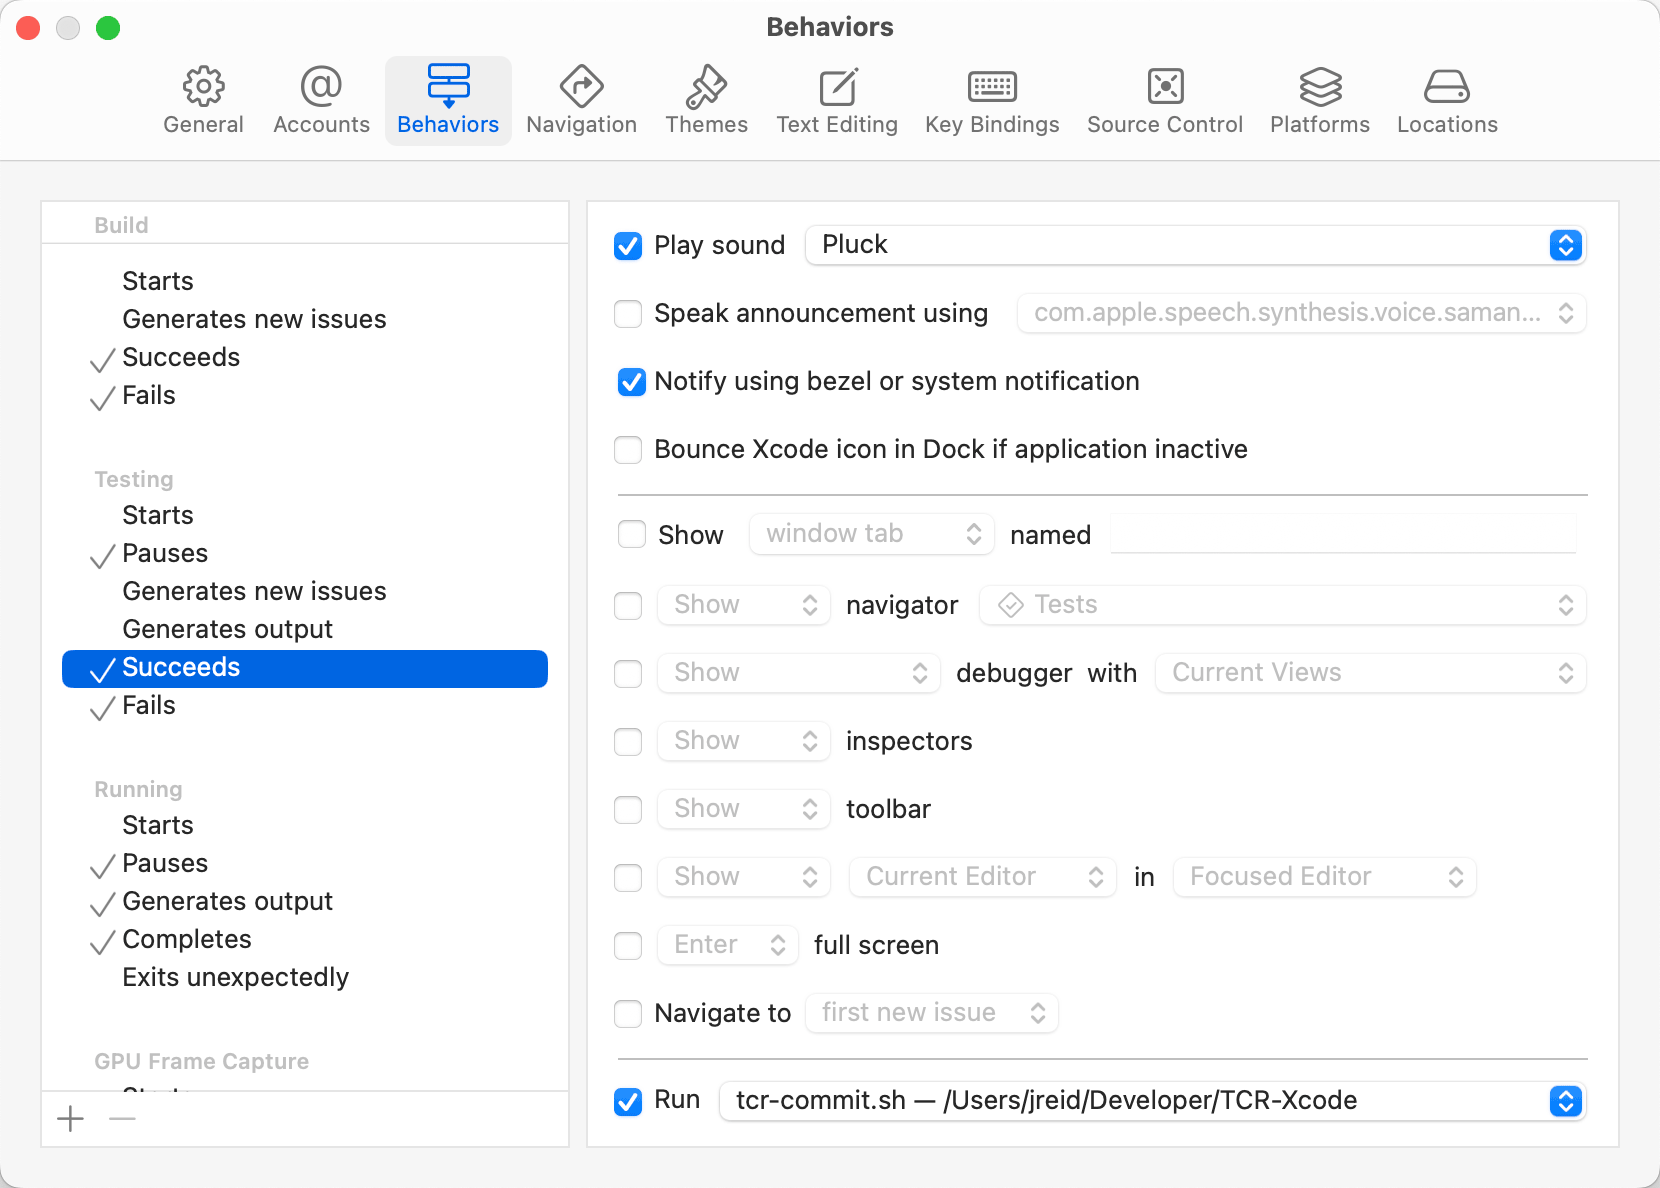 Behaviors
General Accounts Behaviors Navigation Themes Text Editing Key Bindings Source Control Platforms Locations
Build
Starts
Generates new issues
Succeeds
Fails
Testing
Starts
Pauses
Generates new issues
Generates output
Succeeds
Fails
Running
Starts
Pauses
Generates output
Completes
Exits unexpectedly
GPU Frame Capture
Starts
Play sound Pluck
Speak announcement using com.apple.speech.synthesis.voice.saman...
Notify using bezel or system notification
Bounce Xcode icon in Dock if application inactive
Show window tab named
Show navigator Tests
Show debugger with Current Views
Show inspectors
Show toolbar
Show Current Editor in Focused Editor
Enter full screen
Navigate to first new issue
Run tcr-commit.sh — /Users/jreid/Developer/TCR-Xcode